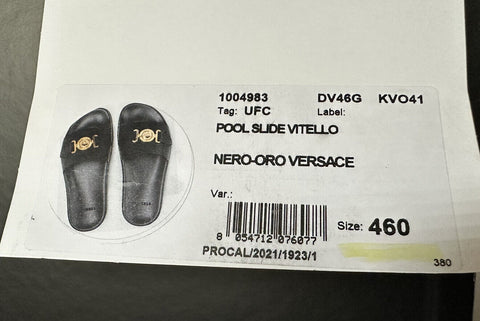 1004983 DV46G KVO41
Tag: UFC Label:
POOL SLIDE VITELLO
NERO-ORO VERSACE
Var.:
Size: 460
8 054712 076077
PROCAL/2021/1923/1
380